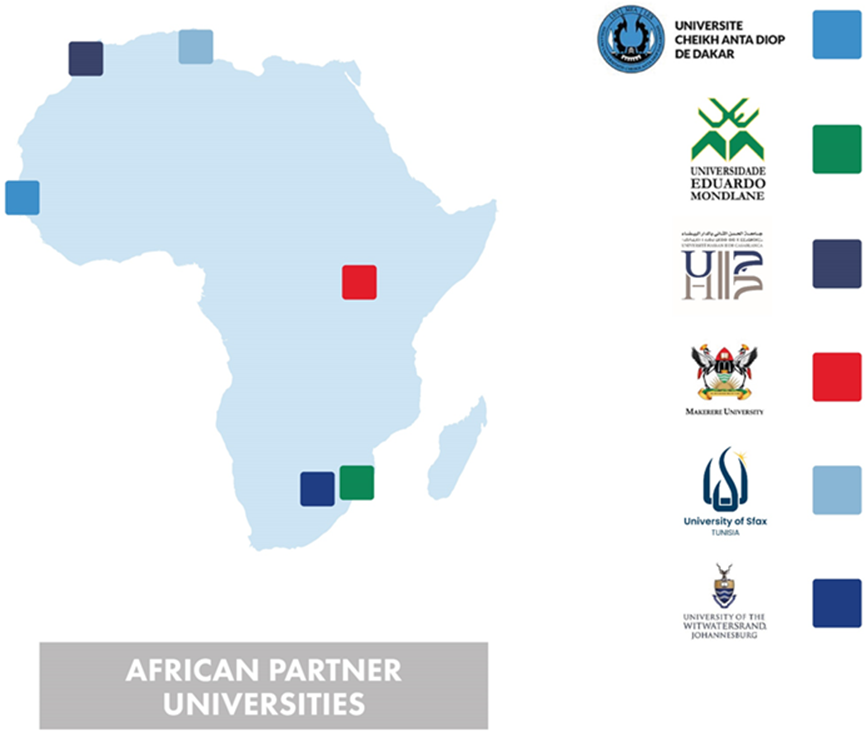 UNIVERSITE
CHEIKH ANTA DIOP
DE DAKAR
UNIVERSIDADE
EDUARDO
MONDLANE
UH
MAKERERE UNIVERSITY
University of Sfax
TUNISIA
UNIVERSITY OF THE
WITWATERSRAND,
JOHANNESBURG
AFRICAN PARTNER
UNIVERSITIES